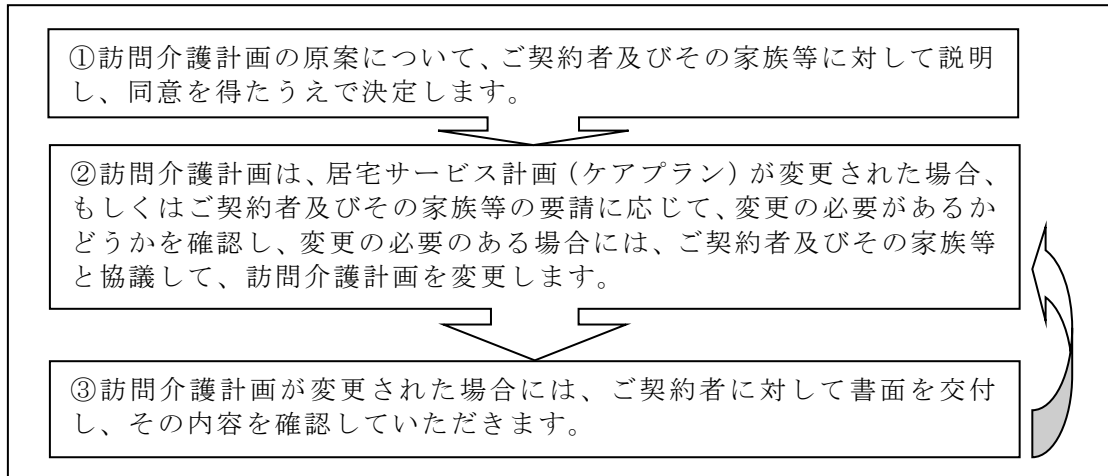 ①訪問介護計画の原案について、ご契約者及びその家族等に対して説明
し、同意を得たうえで決定します。
②訪問介護計画は、居宅サービス計画（ケアプラン）が変更された場合、
もしくはご契約者及びその家族等の要請に応じて、変更の必要があるか
どうかを確認し、変更の必要のある場合には、ご契約者及びその家族等
と協議して、訪問介護計画を変更します。
③訪問介護計画が変更された場合には、ご契約者に対して書面を交付
し、その内容を確認していただきます。